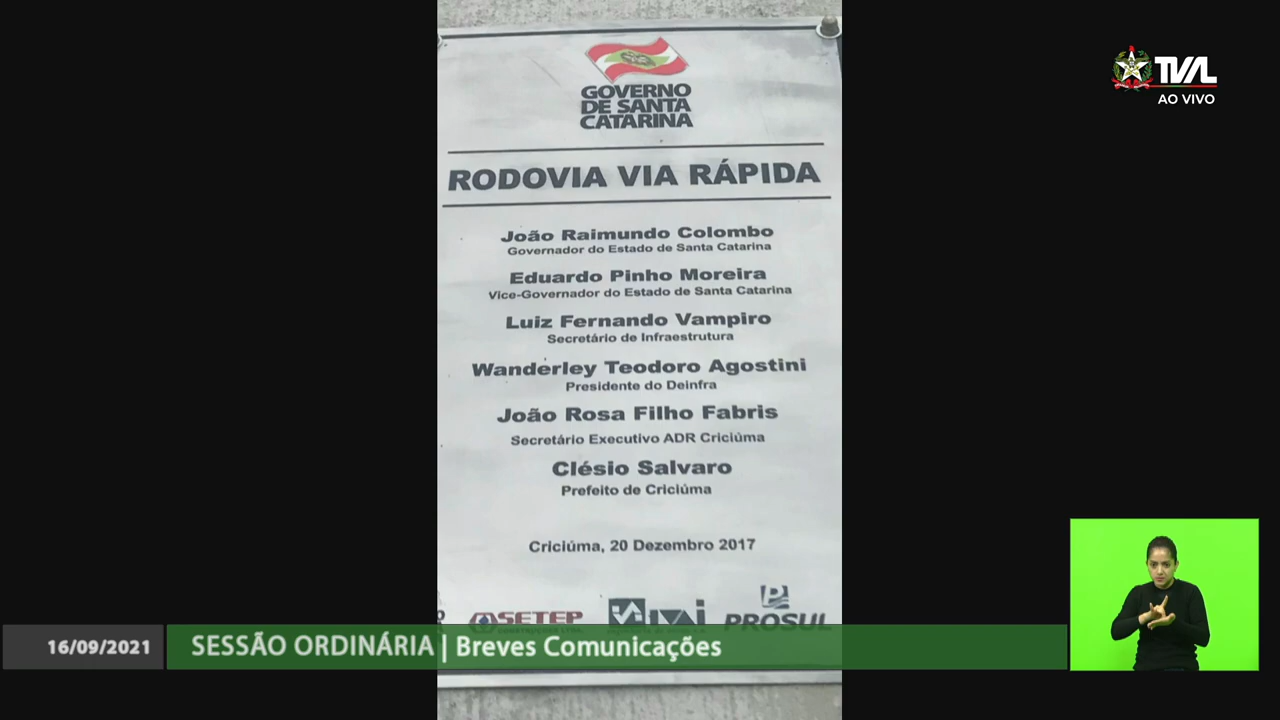 TVAL
AO VIVO
GOVERNO
DE SANTA
CATARINA
RODOVIA VIA RÁPIDA
João Raimundo Colombo
Governador do Estado de Santa Catarina
Eduardo Pinho Moreira
Vice-Governador do Estado de Santa Catarina
Luiz Fernando Vampiro
Secretário de Infraestrutura
Wanderley Teodoro Agostini
Presidente do Deinfra
João Rosa Filho Fabris
Secretário Executivo ADR Criciúma
Clésio Salvaro
Prefeito de Criciúma
Criciúma, 20 Dezembro 2017
SETEP
PROSUL
16/09/2021
SESSÃO ORDINÁRIA | Breves Comunicações